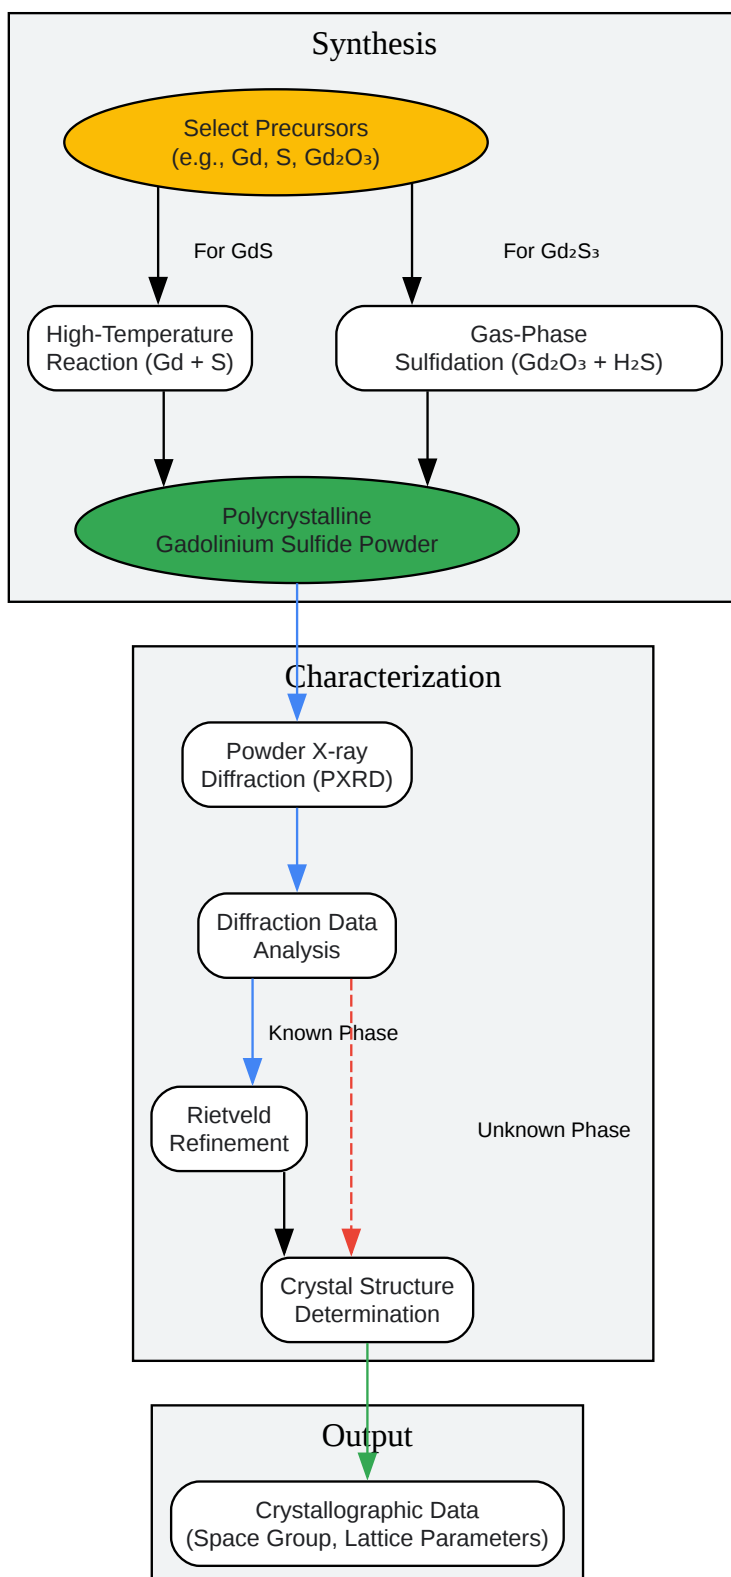 Synthesis
Select Precursors
(e.g., Gd, S, Gd₂O₃)
For GdS
For Gd₂S₃
High-Temperature
Reaction (Gd + S)
Gas-Phase
Sulfidation (Gd₂O₃ + H₂S)
Polycrystalline
Gadolinium Sulfide Powder
Characterization
Powder X-ray
Diffraction (PXRD)
Diffraction Data
Analysis
Known Phase
Rietveld
Refinement
Unknown Phase
Crystal Structure
Determination
Output
Crystallographic Data
(Space Group, Lattice Parameters)